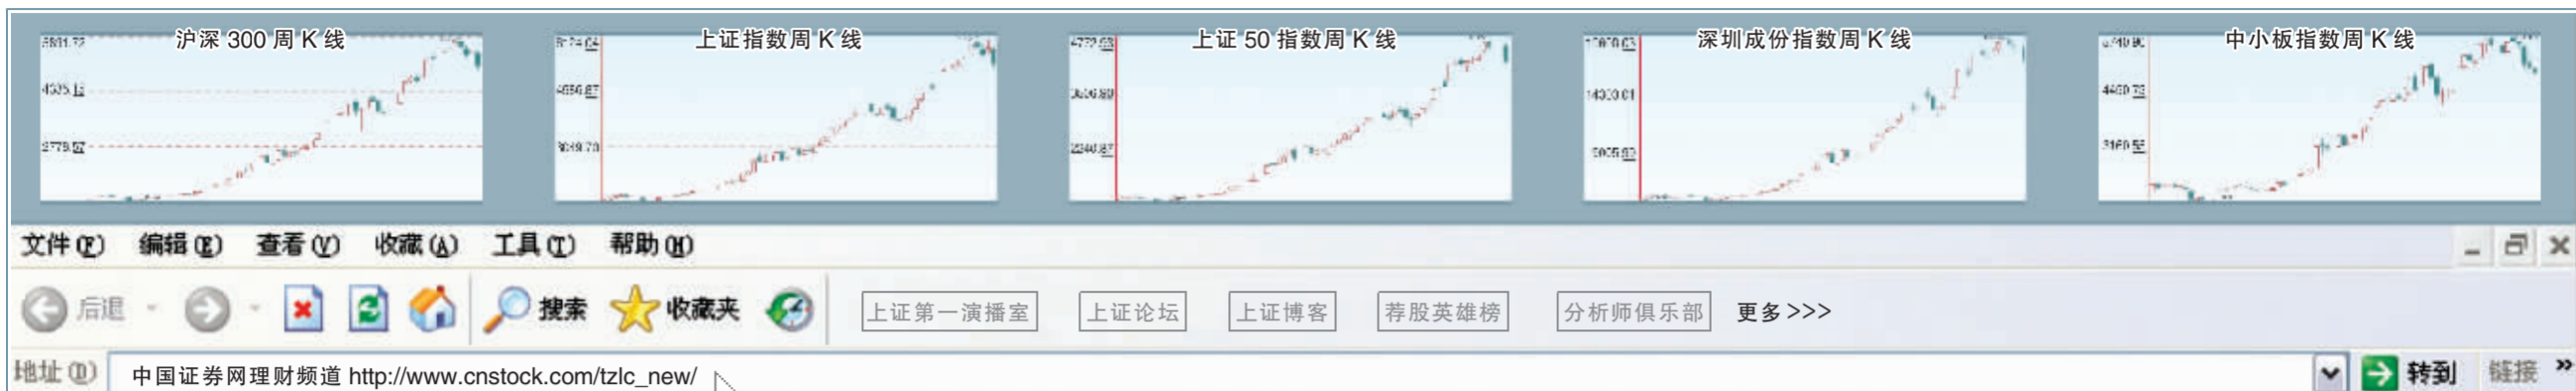 沪深 300 周 K 线
上证指数周 K 线
上证 50 指数周 K 线
深圳成份指数周 K 线
中小板指数周 K 线
文件(F) 编辑(E) 查看(V) 收藏(A) 工具(T) 帮助(H)
后退 搜索 收藏夹 上证第一演播室 上证论坛 上证博客 荐股英雄榜 分析师俱乐部 更多>>>
地址(D) 中国证券网理财频道 http://www.cnstock.com/tzlc_new/ 转到 链接 »